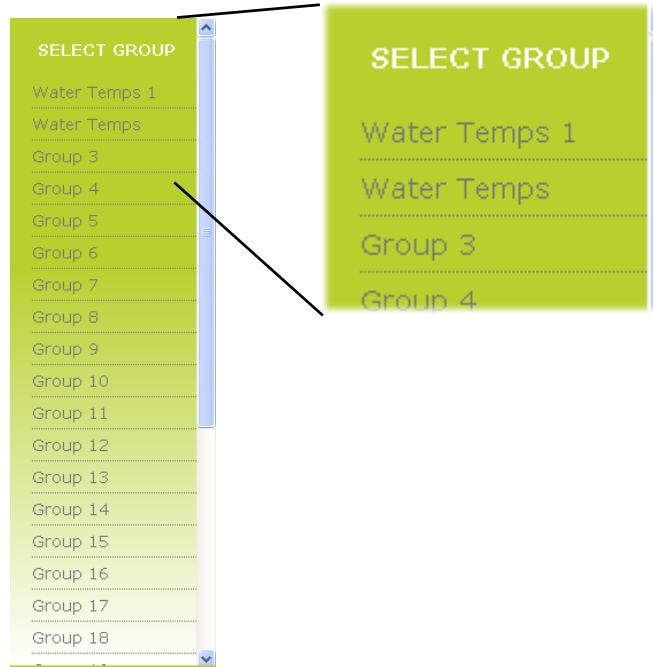 SELECT GROUP
Water Temps 1
Water Temps
Group 3
Group 4
Group 5
Group 6
Group 7
Group 8
Group 9
Group 10
Group 11
Group 12
Group 13
Group 14
Group 15
Group 16
Group 17
Group 18
SELECT GROUP
Water Temps 1
Water Temps
Group 3
Group 4